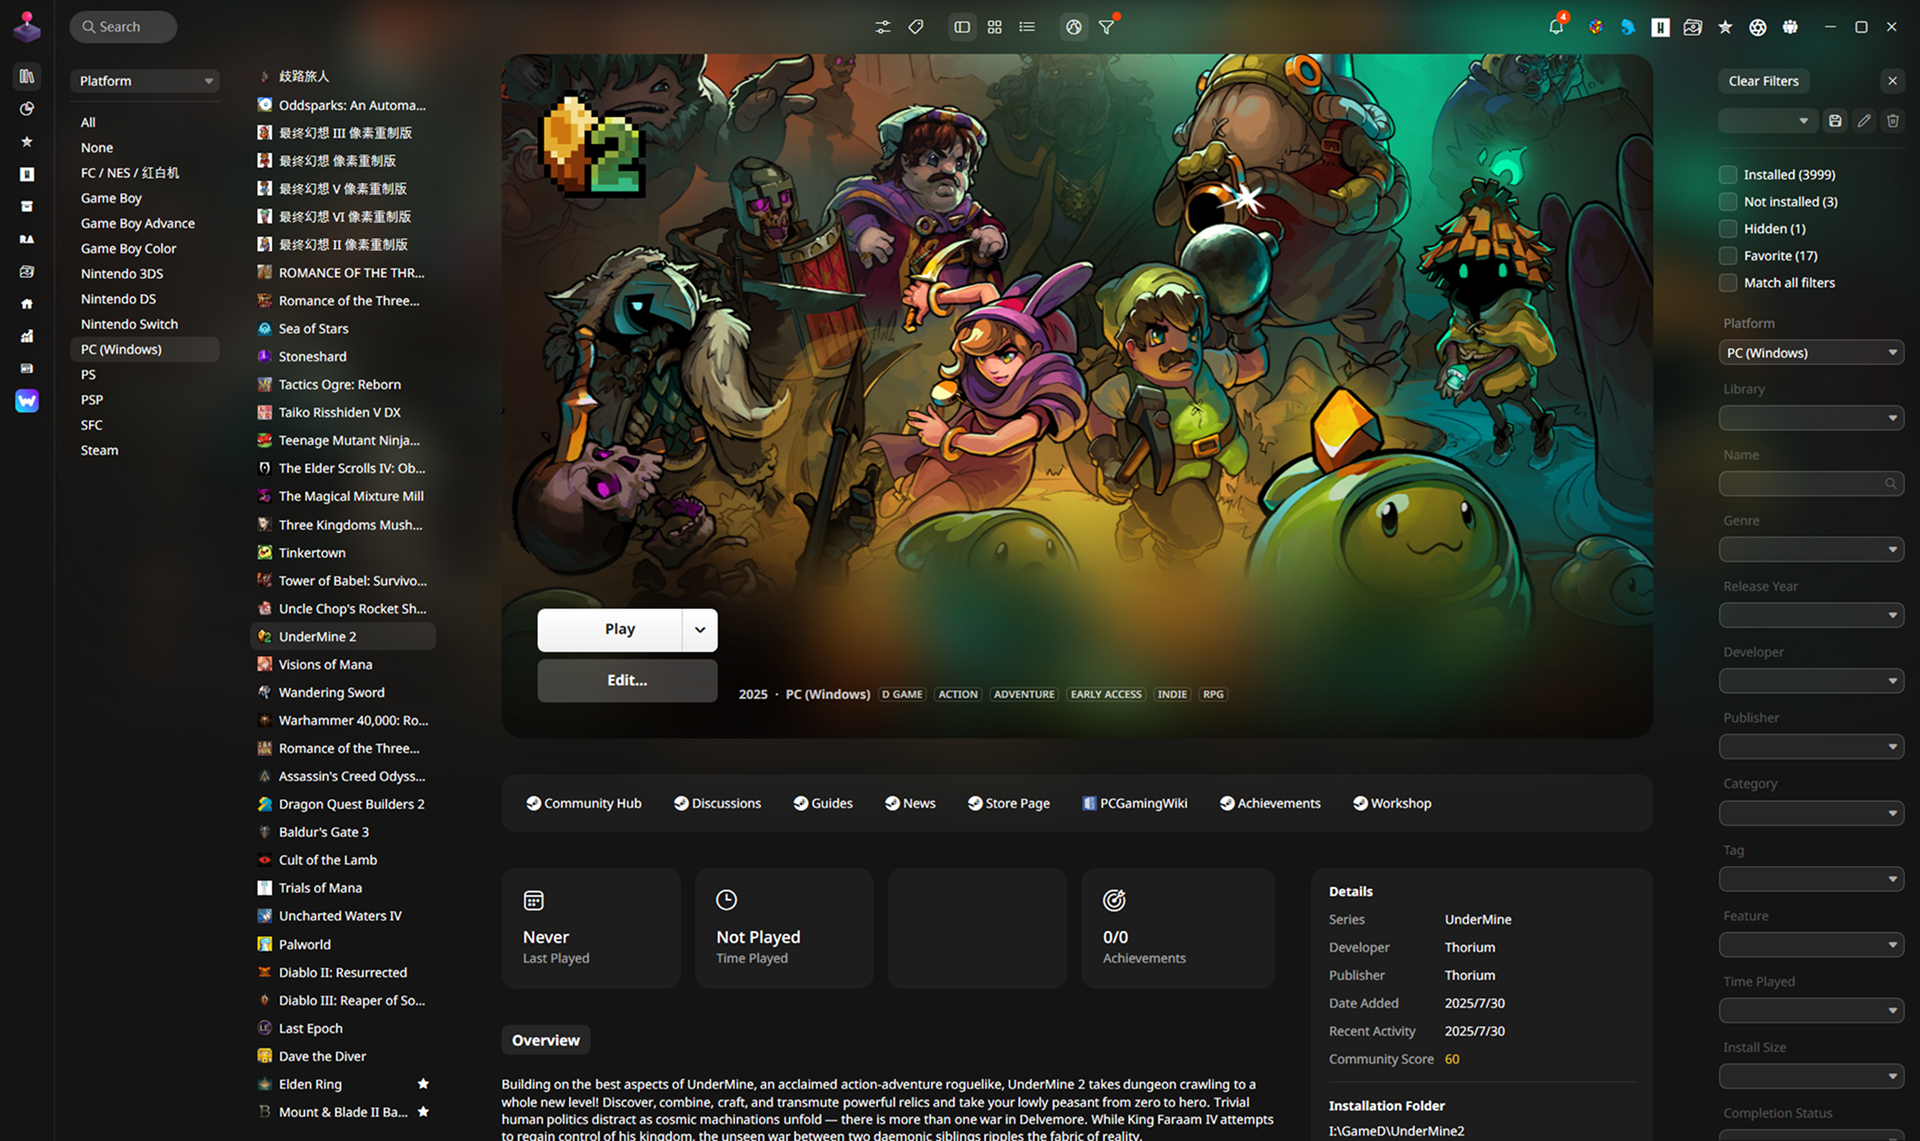 Search
4
Platform
All
None
FC / NES / 红白机
Game Boy
Game Boy Advance
Game Boy Color
Nintendo 3DS
Nintendo DS
Nintendo Switch
PC (Windows)
PS
PSP
SFC
Steam
RA
歧路旅人
Oddsparks: An Automa...
最终幻想 III 像素重制版
最终幻想 像素重制版
最终幻想 V 像素重制版
最终幻想 VI 像素重制版
最终幻想 II 像素重制版
ROMANCE OF THE THR...
Romance of the Three...
Sea of Stars
Stoneshard
Tactics Ogre: Reborn
Taiko Risshiden V DX
Teenage Mutant Ninja...
The Elder Scrolls IV: Ob...
The Magical Mixture Mill
Three Kingdoms Mush...
Tinkertown
Tower of Babel: Survivo...
Uncle Chop's Rocket Sh...
UnderMine 2
Visions of Mana
Wandering Sword
Warhammer 40,000: Ro...
Romance of the Three...
Assassin's Creed Odyss...
Dragon Quest Builders 2
Baldur's Gate 3
Cult of the Lamb
Trials of Mana
Uncharted Waters IV
Palworld
Diablo II: Resurrected
Diablo III: Reaper of So...
Last Epoch
Dave the Diver
Elden Ring
Mount & Blade II Ba...
2
Play
Edit...
2025 · PC (Windows) D GAME ACTION ADVENTURE EARLY ACCESS INDIE RPG
Community Hub Discussions Guides News Store Page PCGamingWiki Achievements Workshop
Never
Last Played
Not Played
Time Played
0/0
Achievements
Overview
Building on the best aspects of UnderMine, an acclaimed action-adventure roguelike, UnderMine 2 takes dungeon crawling to a
whole new level! Discover, combine, craft, and transmute powerful relics and take your lowly peasant from zero to hero. Trivial
human politics distract as cosmic machinations unfold — there is more than one war in Delvemore. While King Faraam IV attempts
to regain control of his kingdom, the unseen war between two daemonic siblings ripples the fabric of reality.
Details
Series UnderMine
Developer Thorium
Publisher Thorium
Date Added 2025/7/30
Recent Activity 2025/7/30
Community Score 60
Installation Folder
I:\GameD\UnderMine2
Clear Filters
Installed (3999)
Not installed (3)
Hidden (1)
Favorite (17)
Match all filters
Platform
PC (Windows)
Library
Name
Genre
Release Year
Developer
Publisher
Category
Tag
Feature
Time Played
Install Size
Completion Status